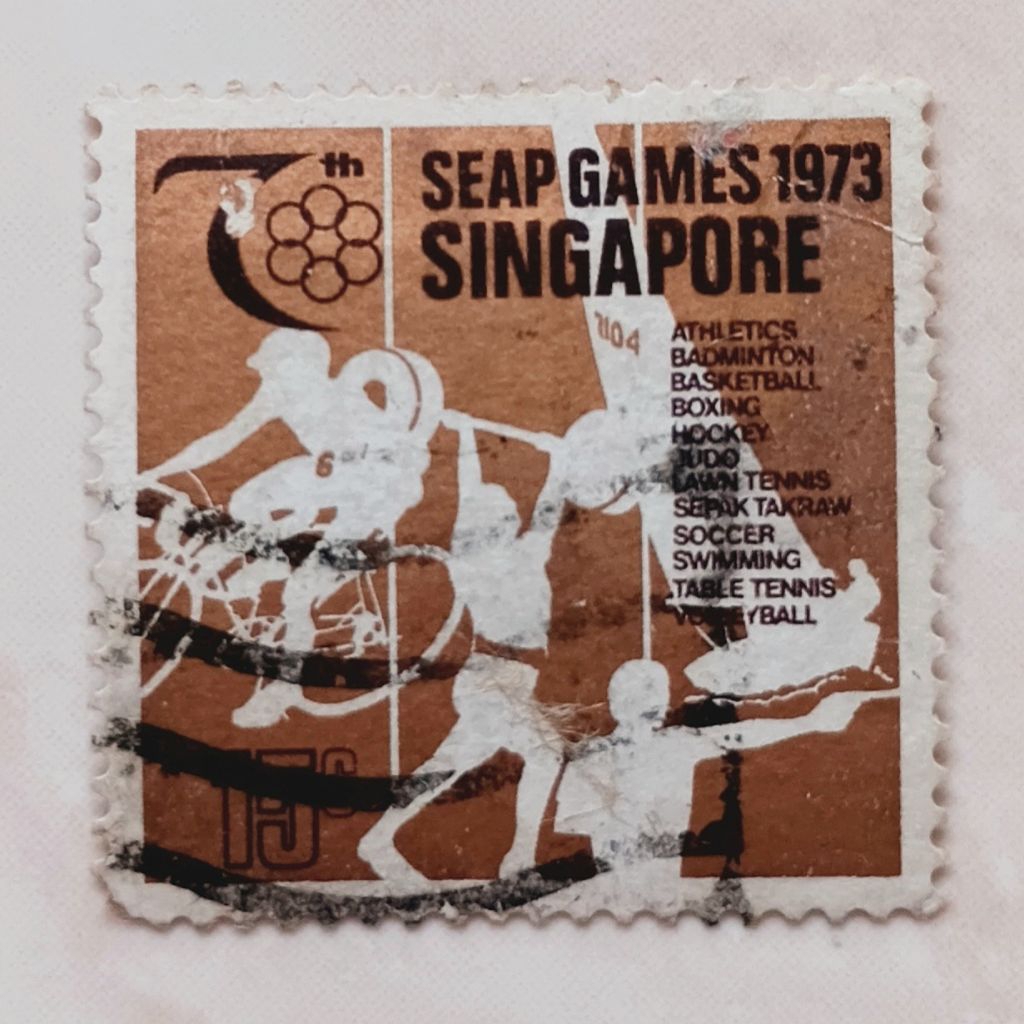 7th
SEAP GAMES 1973
SINGAPORE
7104
ATHLETICS
BADMINTON
BASKETBALL
BOXING
HOCKEY
JUDO
LAWN TENNIS
SEPAK TAKRAW
SOCCER
SWIMMING
TABLE TENNIS
VOLLEYBALL
6
15c